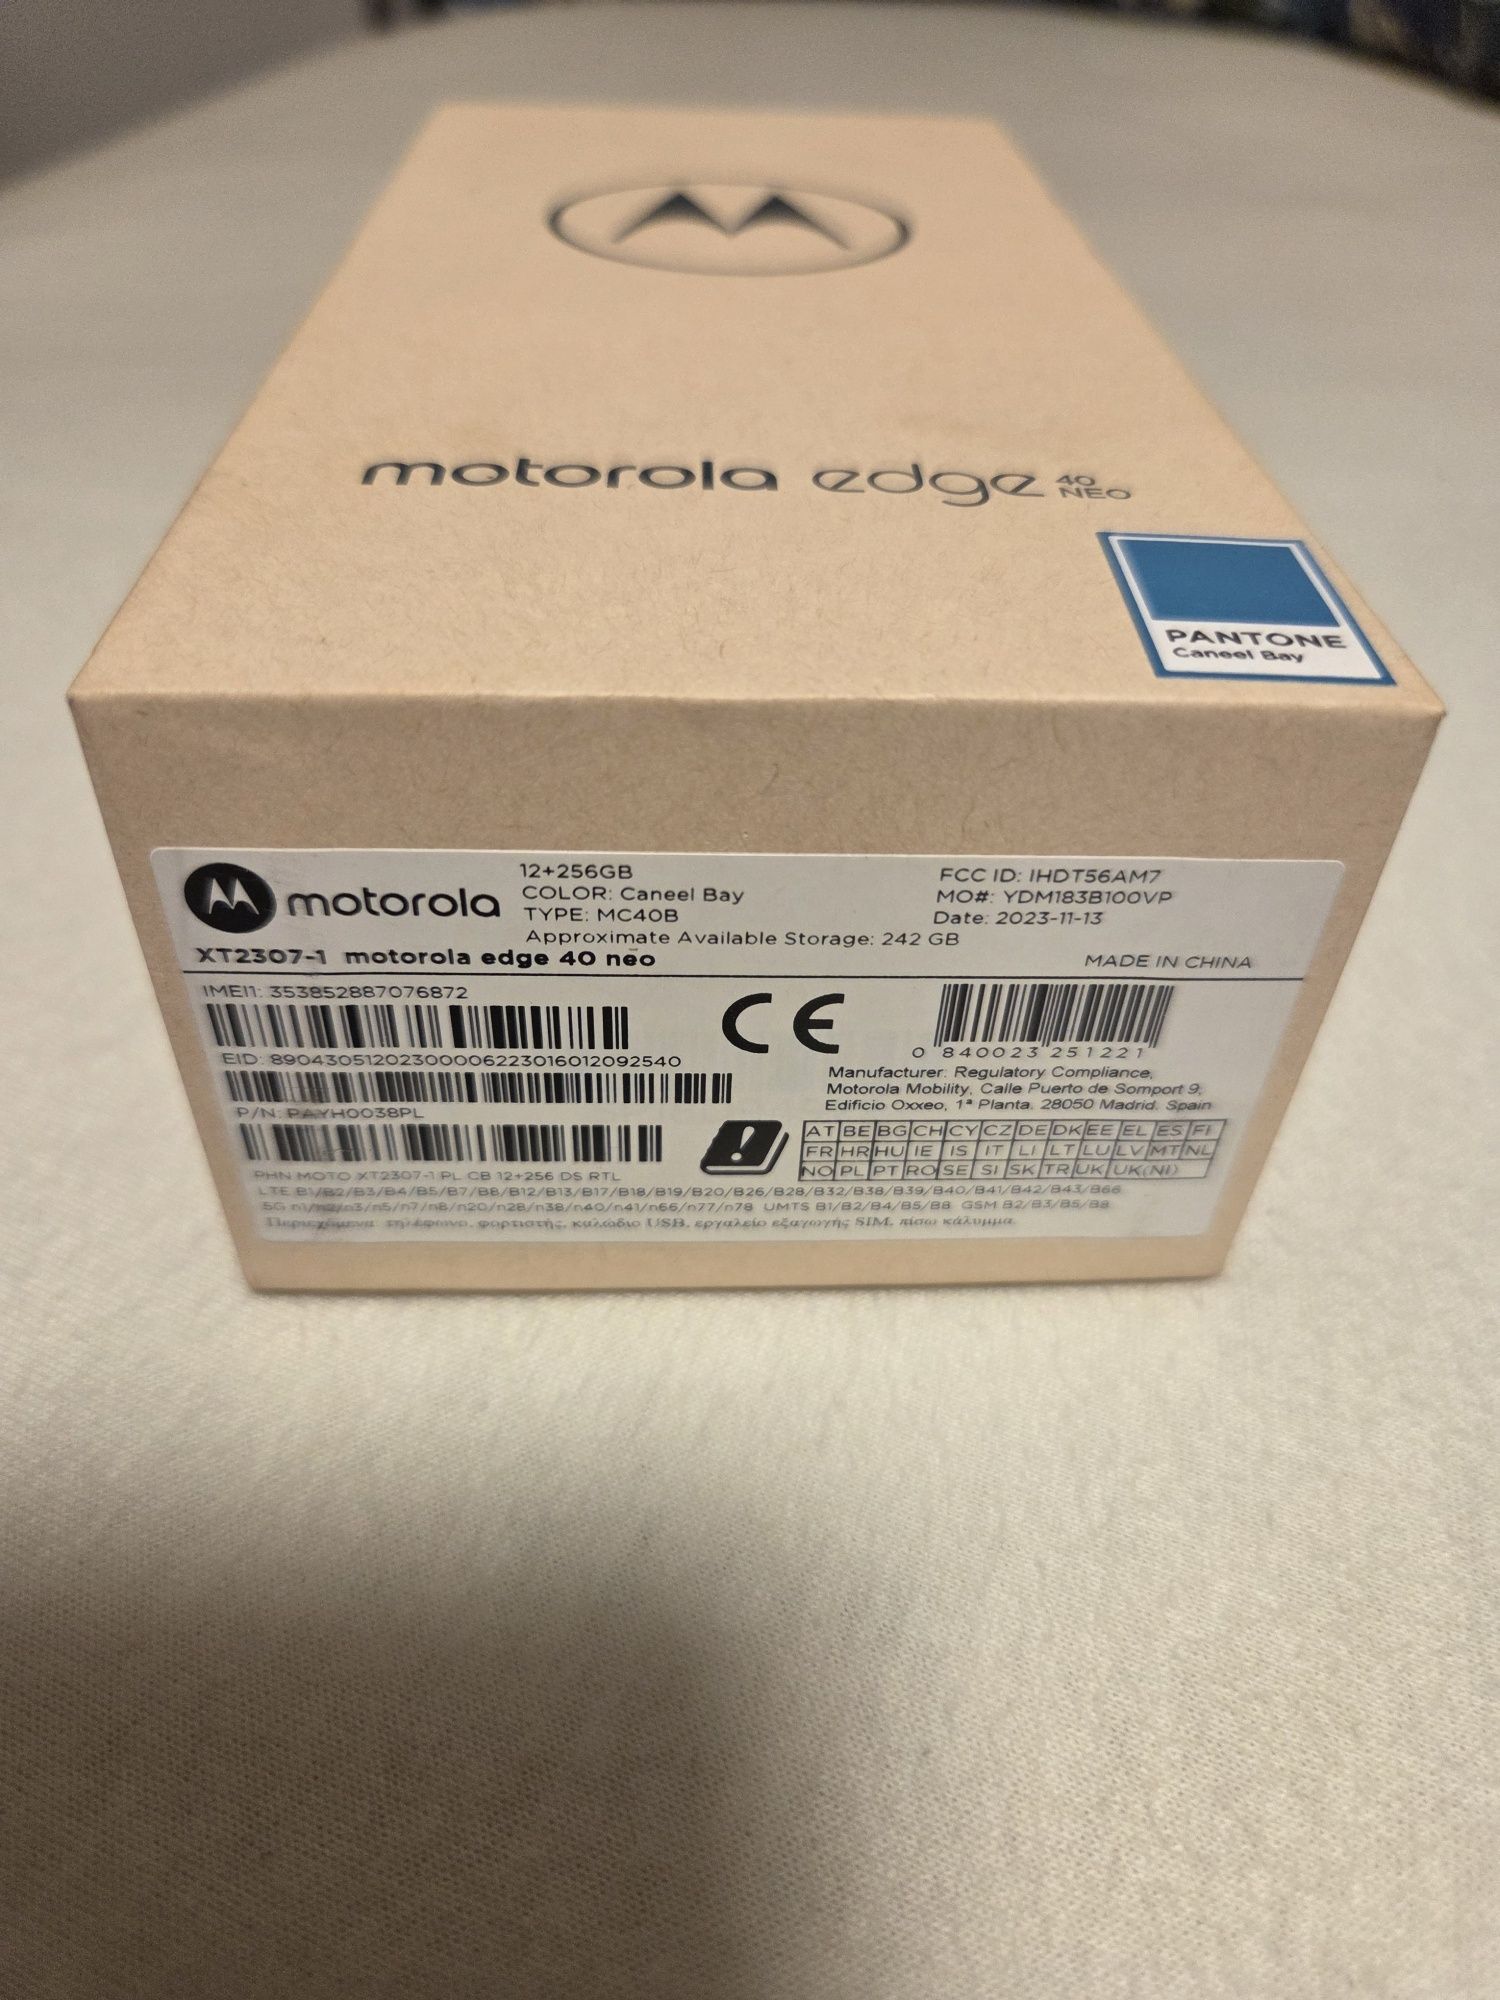 motorola edge 40 NEO
PANTONE
Caneel Bay
motorola
12+256GB
COLOR: Caneel Bay
TYPE: MC40B
Approximate Available Storage: 242 GB
FCC ID: IHDT56AM7
MO#: YDM183B100VP
Date: 2023-11-13
XT2307-1 motorola edge 40 neo
MADE IN CHINA
IMEI1: 353852887076872
EID: 89043051202300006223016012092540
P/N: PAYH0038PL
PHN MOTO XT2307-1 PL CB 12+256 DS RTL
CE
0 840023 251221
Manufacturer: Regulatory Compliance,
Motorola Mobility, Calle Puerto de Somport 9,
Edificio Oxxeo, 1ª Planta. 28050 Madrid. Spain
AT BE BG CH CY CZ DE DK EE EL ES FI
FR HR HU IE IS IT LI LT LU LV MT NL
NO PL PT RO SE SI SK TR UK UK(NI)
LTE B1/B2/B3/B4/B5/B7/B8/B12/B13/B17/B18/B19/B20/B26/B28/B32/B38/B39/B40/B41/B42/B43/B66
5G n1/n2/n3/n5/n7/n8/n20/n28/n38/n40/n41/n66/n77/n78 UMTS B1/B2/B4/B5/B8 GSM B2/B3/B5/B8
Περιεχόμενα τηλέφωνο, φορτιστής, καλώδιο USB, εργαλείο εξαγωγής SIM, πίσω κάλυμμα